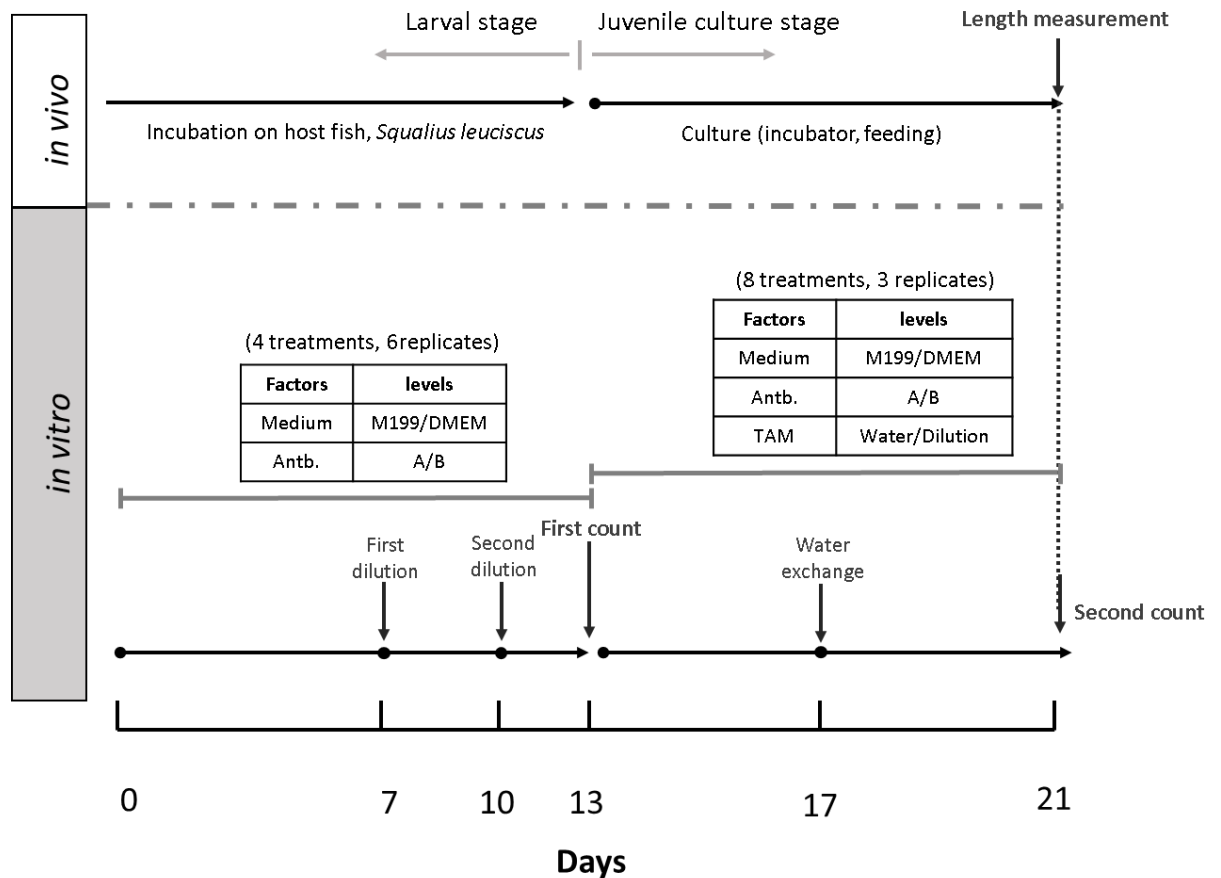 Larval stage
Juvenile culture stage
Length measurement
in vivo
Incubation on host fish, Squalius leuciscus
Culture (incubator, feeding)
in vitro
(4 treatments, 6replicates)
Factors levels
Medium M199/DMEM
Antb. A/B
(8 treatments, 3 replicates)
Factors levels
Medium M199/DMEM
Antb. A/B
TAM Water/Dilution
First
dilution
Second
dilution
First count
Water
exchange
Second count
0 7 10 13 17 21
Days